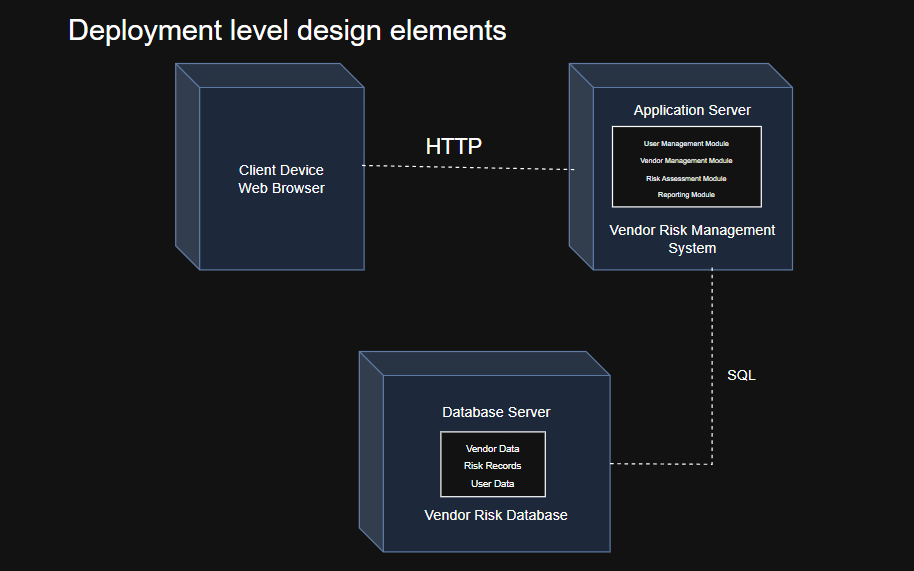 Deployment level design elements
HTTP
Client Device
Web Browser
Application Server
User Management Module
Vendor Management Module
Risk Assessment Module
Reporting Module
Vendor Risk Management
System
SQL
Database Server
Vendor Data
Risk Records
User Data
Vendor Risk Database